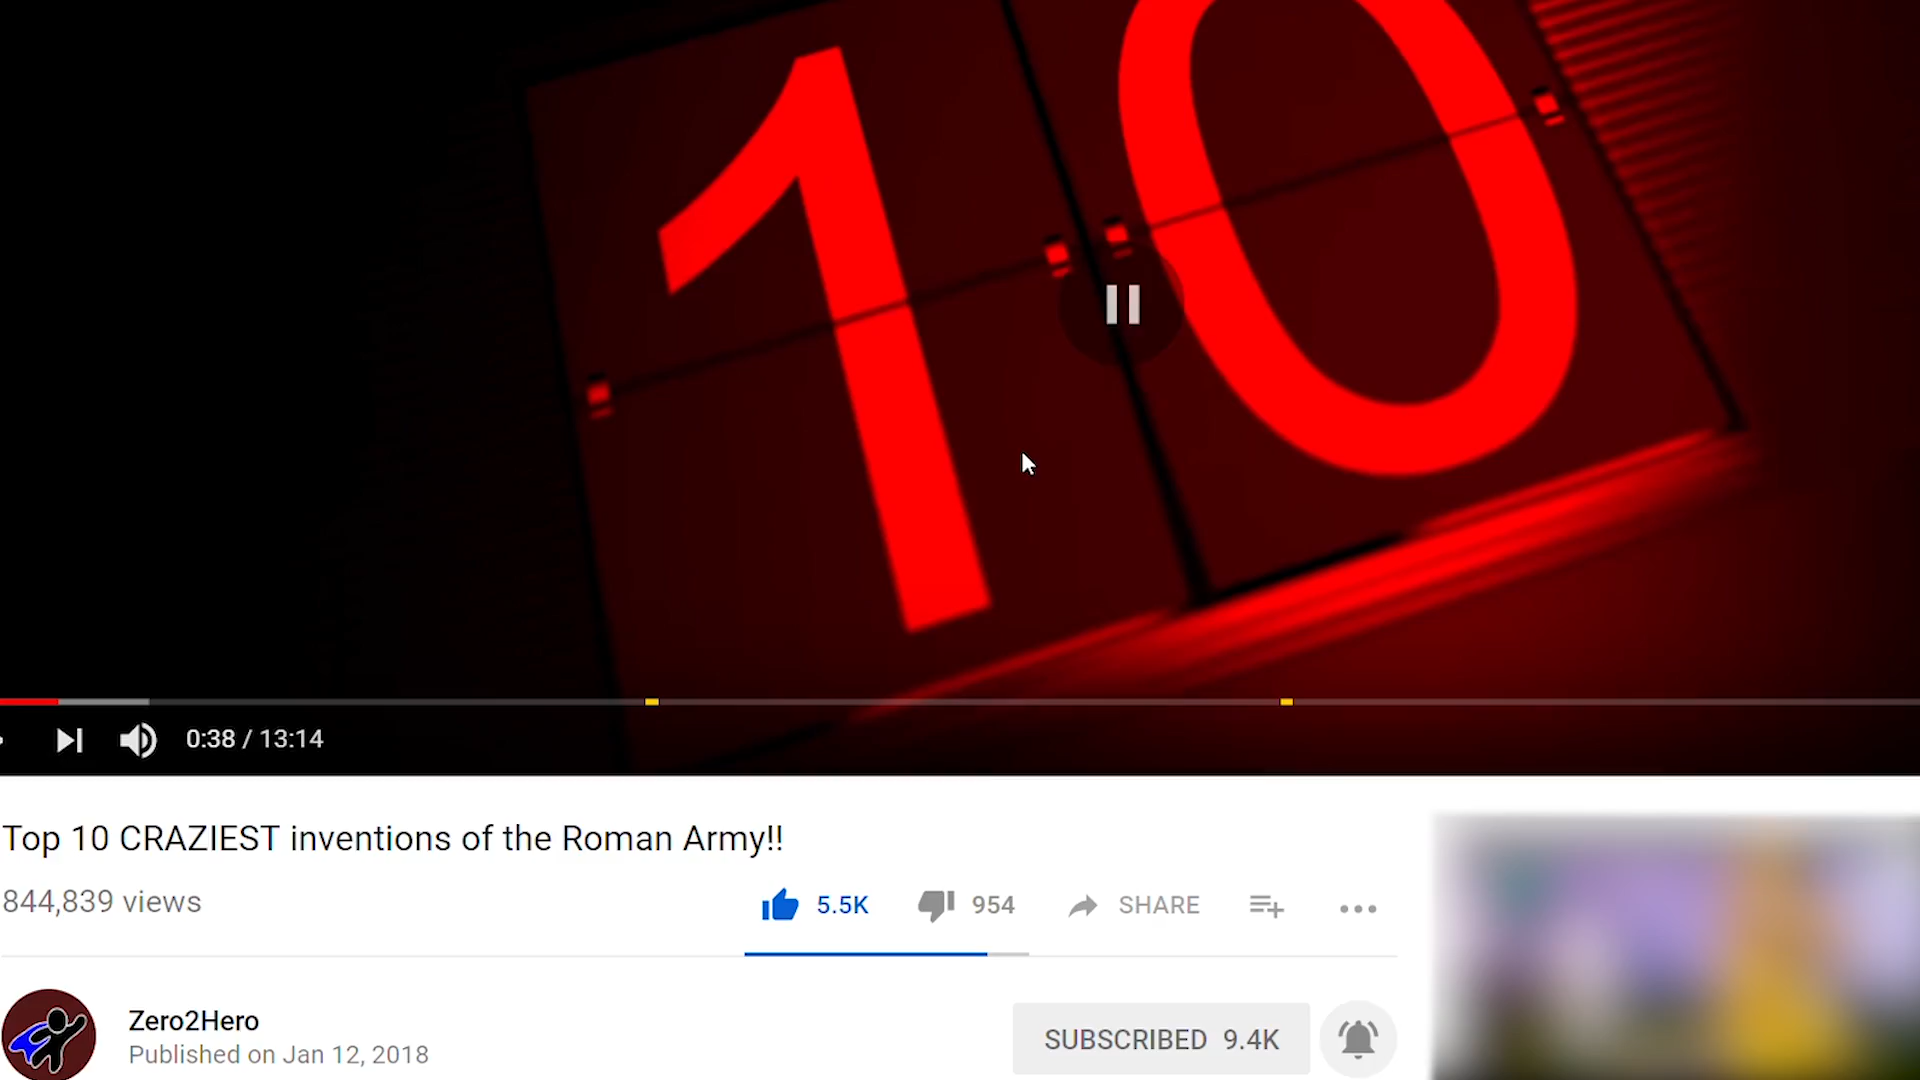 10
0:38 / 13:14
Top 10 CRAZIEST inventions of the Roman Army!!
844,839 views
5.5K 954 SHARE
Zero2Hero
Published on Jan 12, 2018
SUBSCRIBED 9.4K